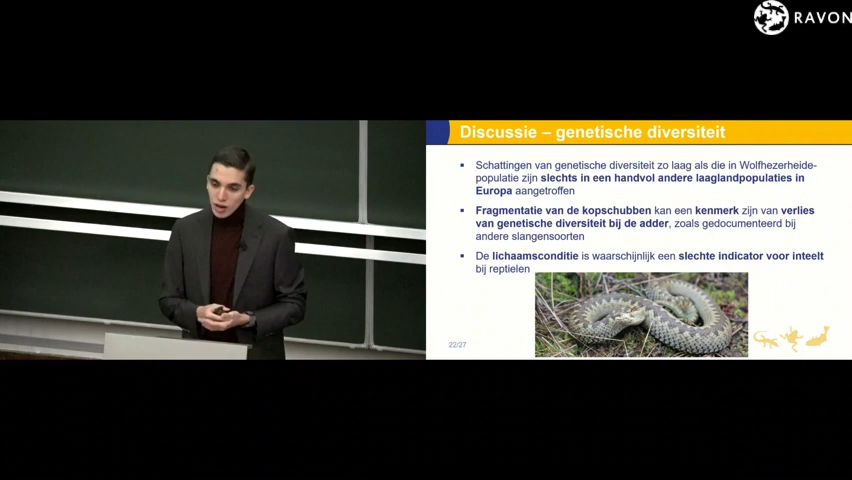 RAVON
Discussie – genetische diversiteit
▪ Schattingen van genetische diversiteit zo laag als die in Wolfhezerheide-
populatie zijn slechts in een handvol andere laaglandpopulaties in
Europa aangetroffen
▪ Fragmentatie van de kopschubben kan een kenmerk zijn van verlies
van genetische diversiteit bij de adder, zoals gedocumenteerd bij
andere slangensoorten
▪ De lichaamsconditie is waarschijnlijk een slechte indicator voor inteelt
bij reptielen
22/27